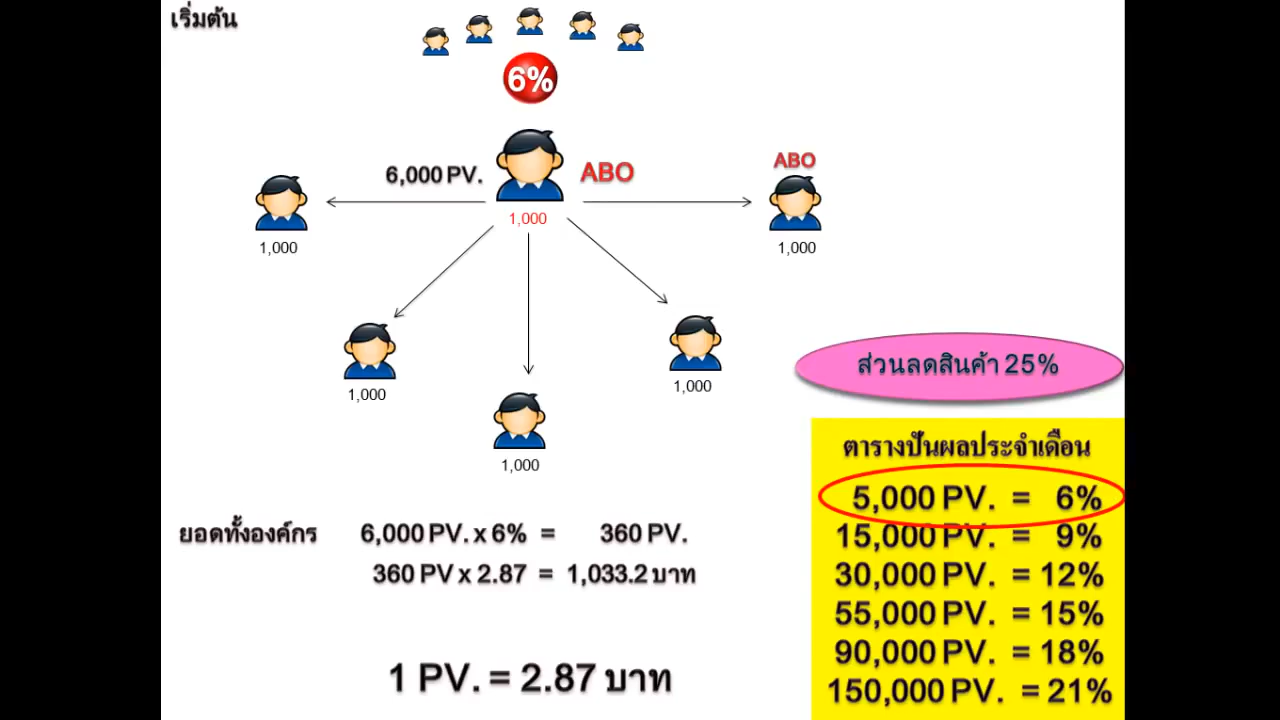 เริ่มต้น
6%
6,000 PV.
ABO
ABO
1,000
1,000
1,000
1,000
1,000
1,000
ส่วนลดสินค้า 25%
ตารางปันผลประจำเดือน
5,000 PV. = 6%
15,000 PV. = 9%
30,000 PV. = 12%
55,000 PV. = 15%
90,000 PV. = 18%
150,000 PV. = 21%
ยอดทั้งองค์กร 6,000 PV. x 6% = 360 PV.
360 PV x 2.87 = 1,033.2 บาท
1 PV. = 2.87 บาท